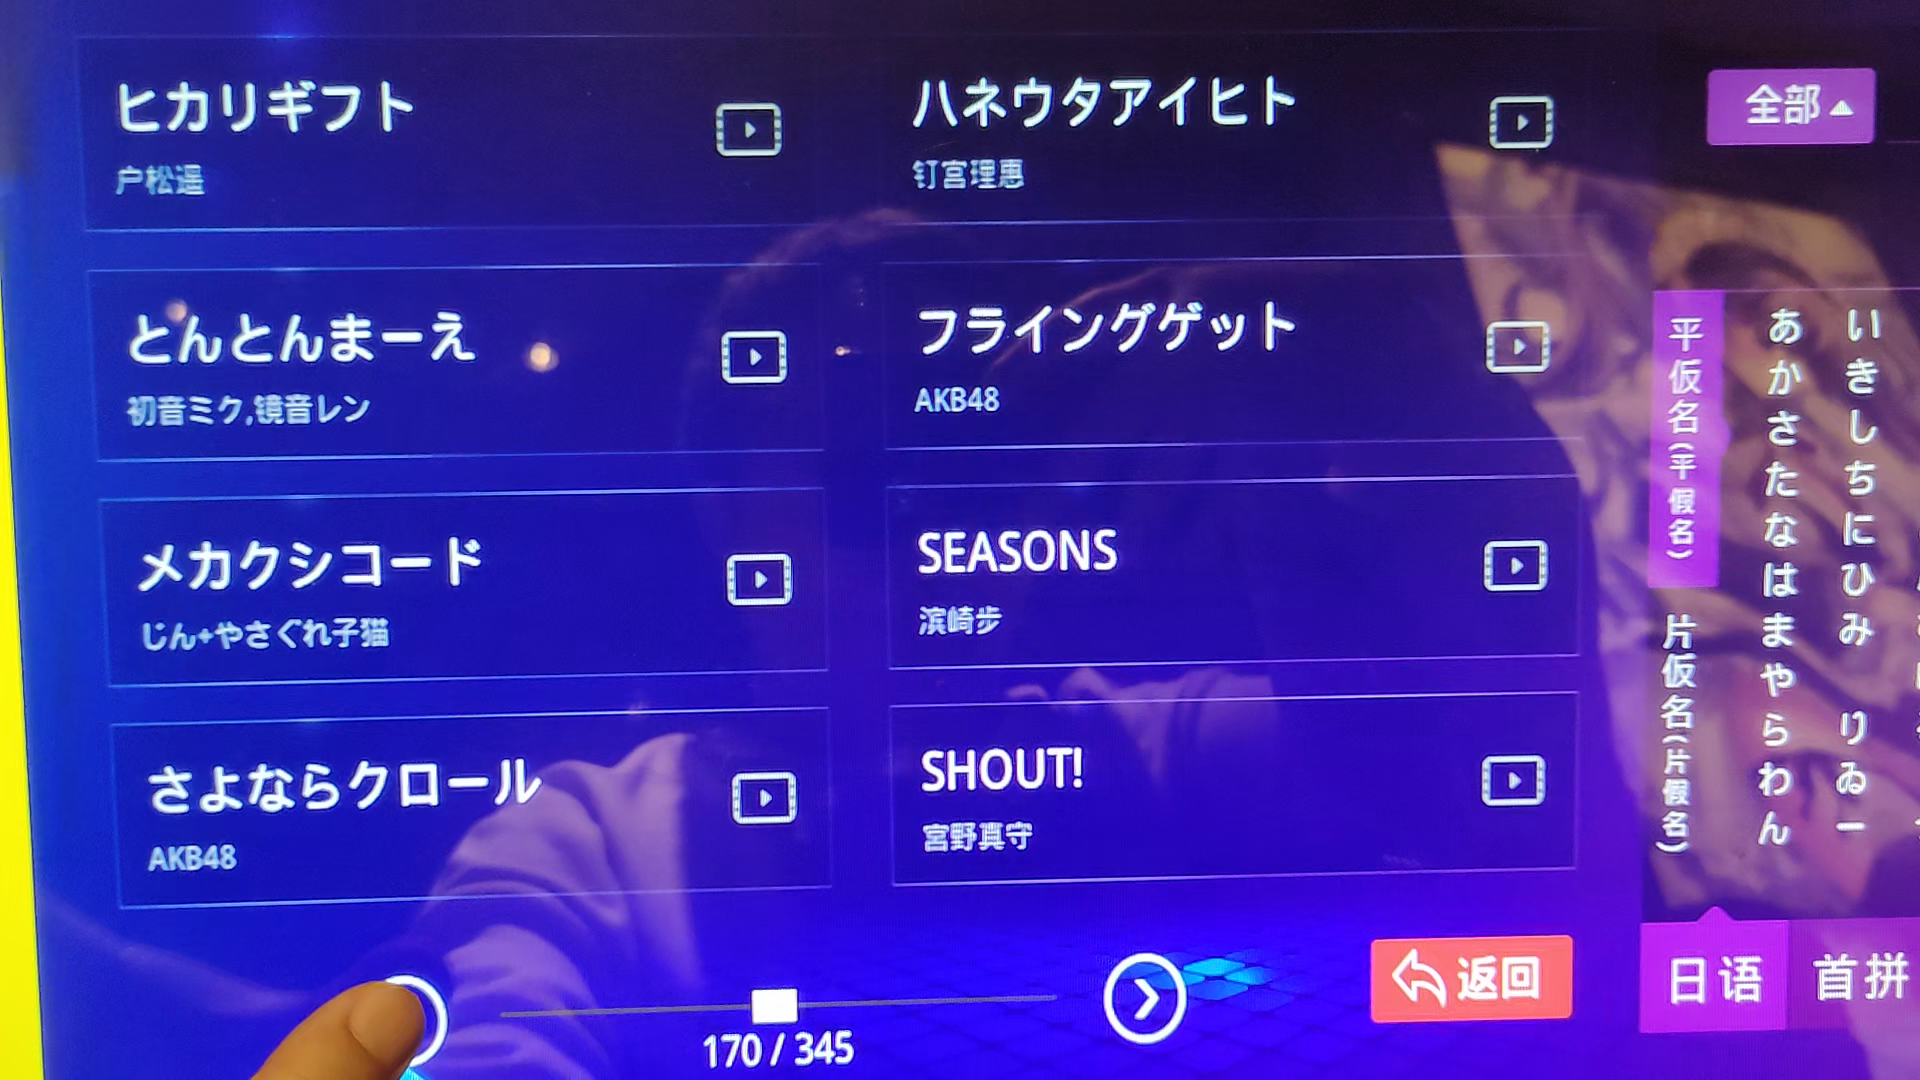 ヒカリギフト
户松遥
ハネウタアイヒト
钉宫理惠
とんとんまーえ
初音ミク,镜音レン
フライングゲット
AKB48
メカクシコード
じん+やさぐれ子猫
SEASONS
滨崎步
さよならクロール
AKB48
SHOUT!
宮野真守
170 / 345
返回
全部
平仮名(平假名)
片仮名(片假名)
あかさたなはまやらわん
いきしちにひみ りゐー
日语
首拼